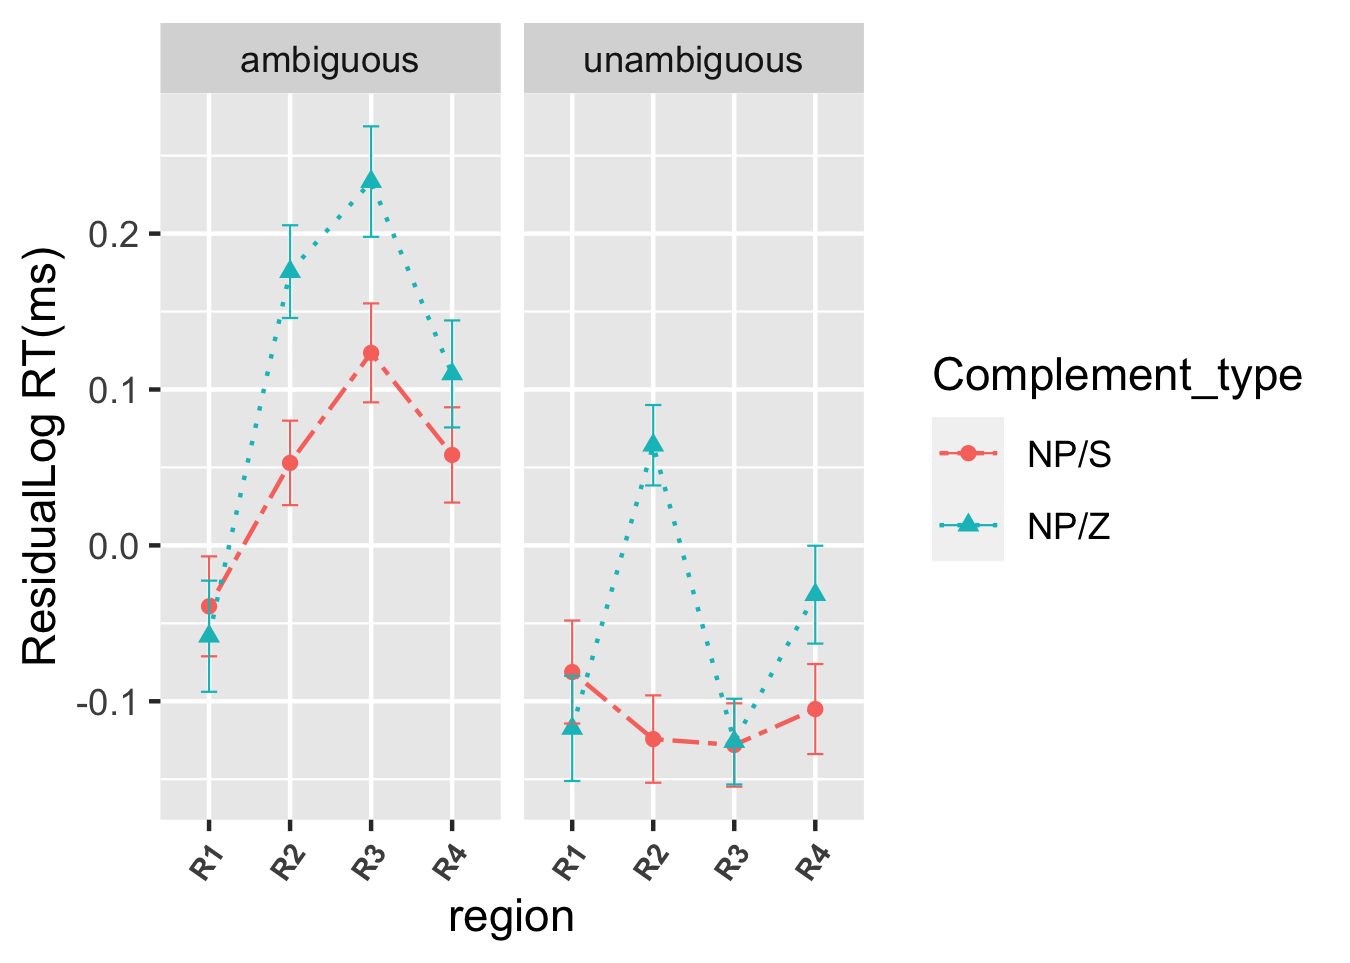 ambiguous
unambiguous
ResidualLog RT(ms)
0.2
0.1
0.0
-0.1
R1 R2 R3 R4
R1 R2 R3 R4
region
Complement_type
NP/S
NP/Z